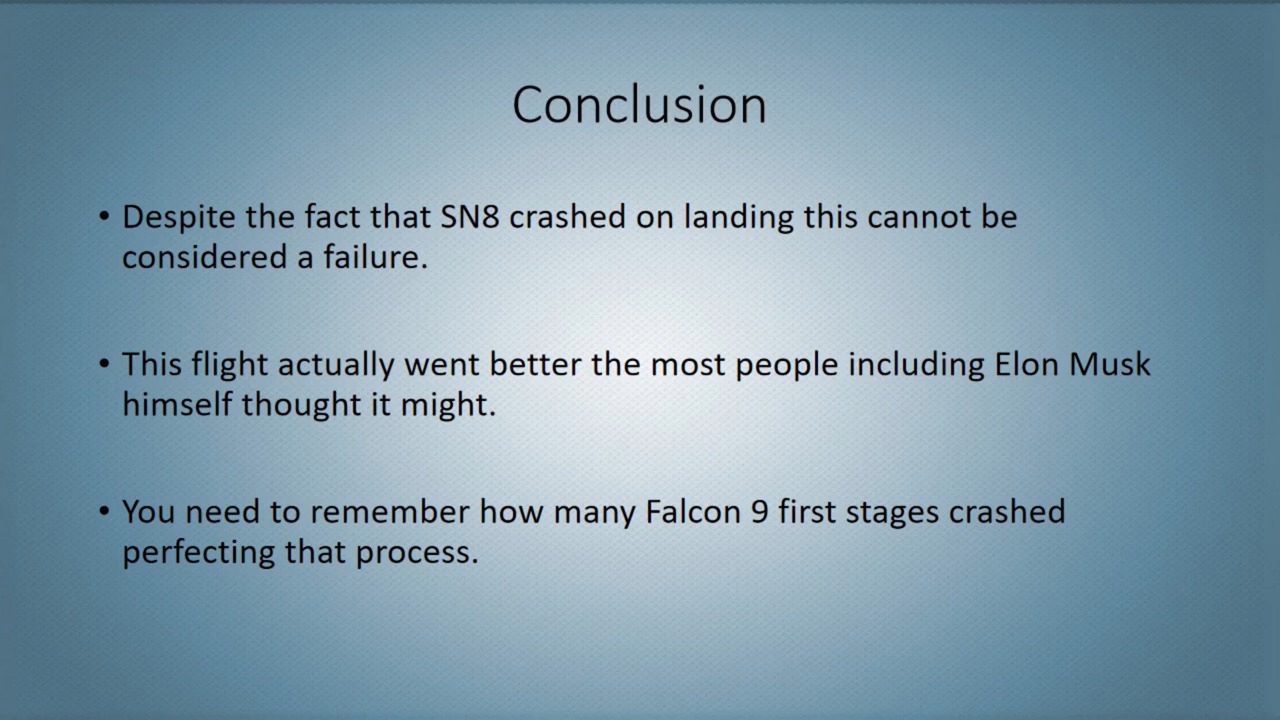 Conclusion
• Despite the fact that SN8 crashed on landing this cannot be
considered a failure.
• This flight actually went better the most people including Elon Musk
himself thought it might.
• You need to remember how many Falcon 9 first stages crashed
perfecting that process.